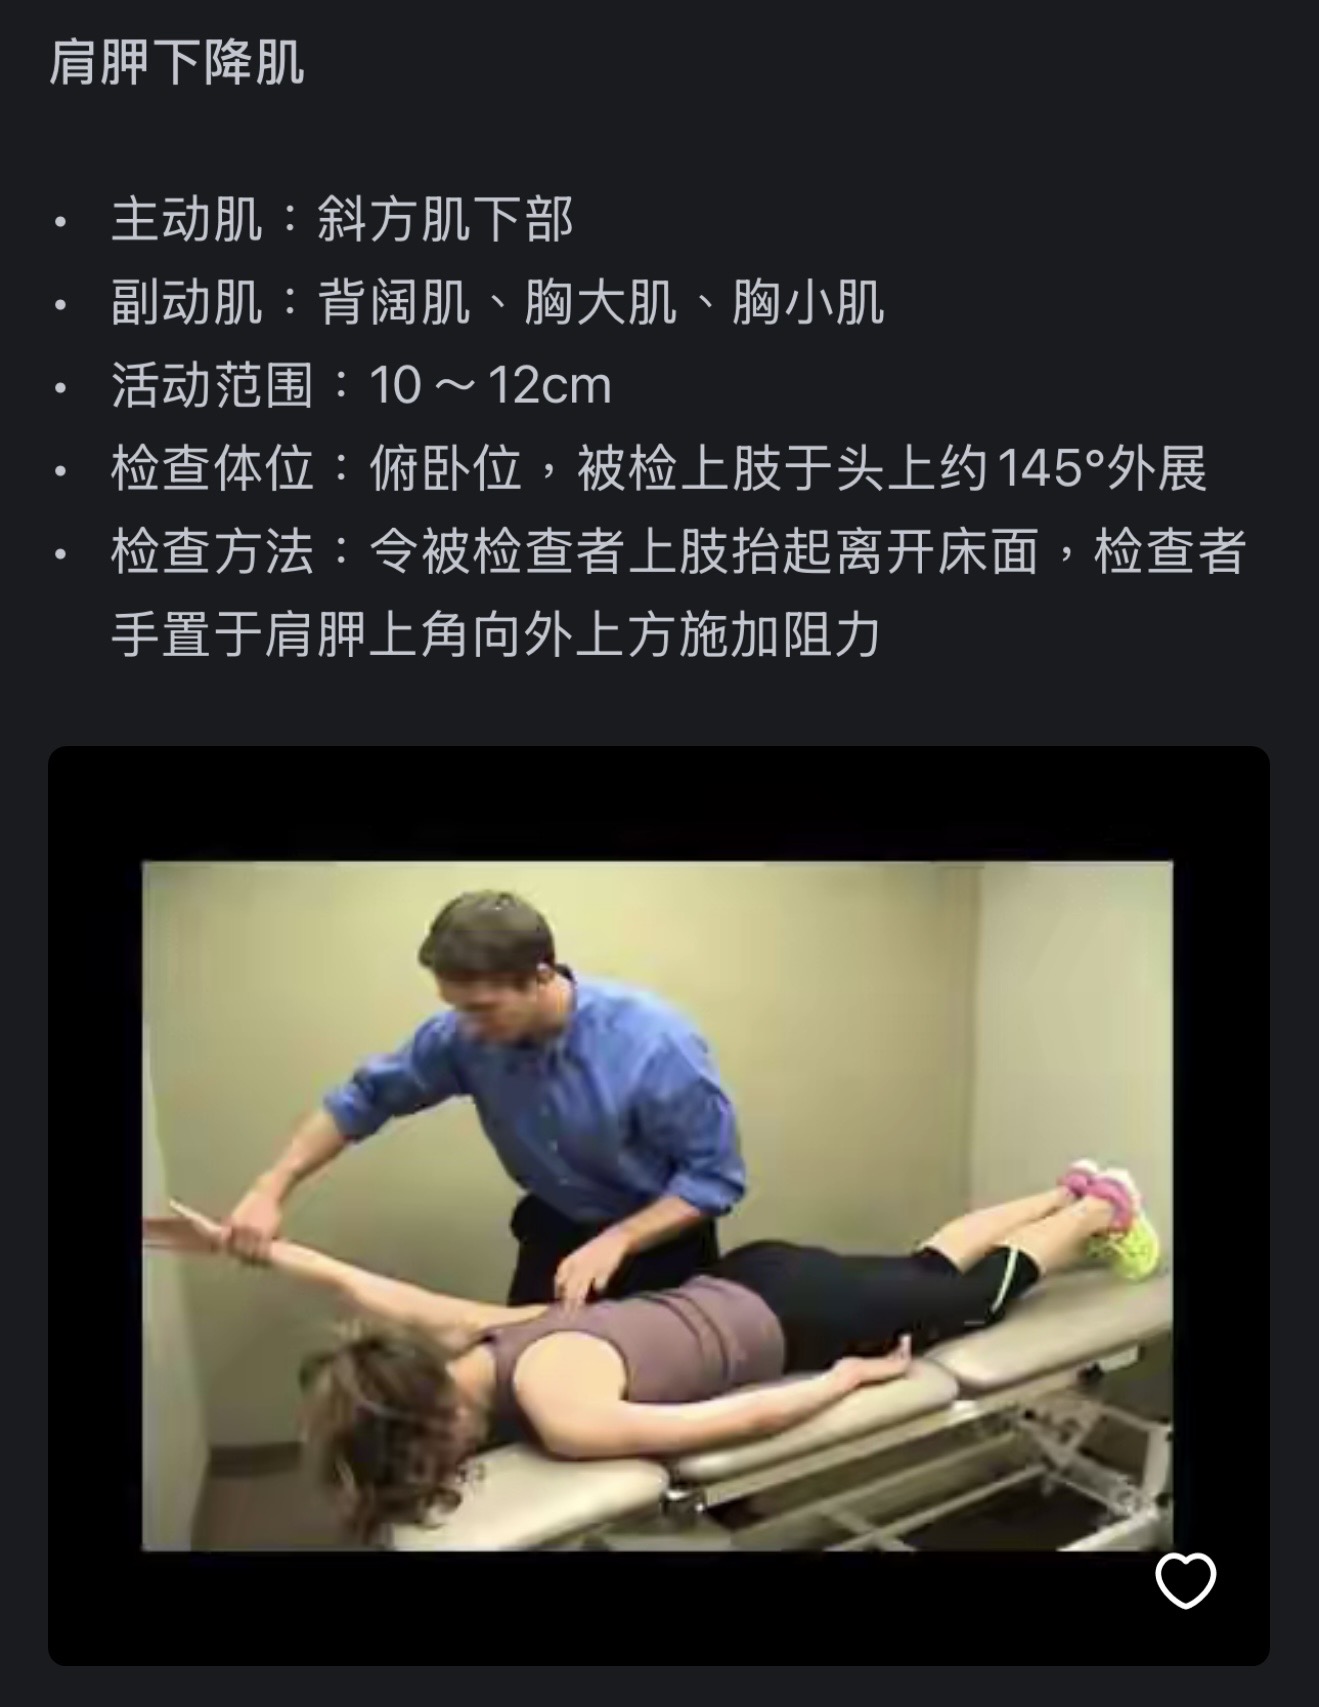 肩胛下降肌
• 主动肌：斜方肌下部
• 副动肌：背阔肌、胸大肌、胸小肌
• 活动范围：10～12cm
• 检查体位：俯卧位，被检上肢于头上约145°外展
• 检查方法：令被检查者上肢抬起离开床面，检查者
手置于肩胛上角向外上方施加阻力